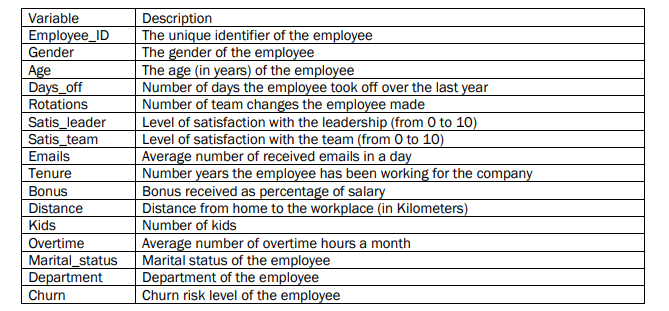 Variable Description
Employee_ID The unique identifier of the employee
Gender The gender of the employee
Age The age (in years) of the employee
Days_off Number of days the employee took off over the last year
Rotations Number of team changes the employee made
Satis_leader Level of satisfaction with the leadership (from 0 to 10)
Satis_team Level of satisfaction with the team (from 0 to 10)
Emails Average number of received emails in a day
Tenure Number years the employee has been working for the company
Bonus Bonus received as percentage of salary
Distance Distance from home to the workplace (in Kilometers)
Kids Number of kids
Overtime Average number of overtime hours a month
Marital_status Marital status of the employee
Department Department of the employee
Churn Churn risk level of the employee